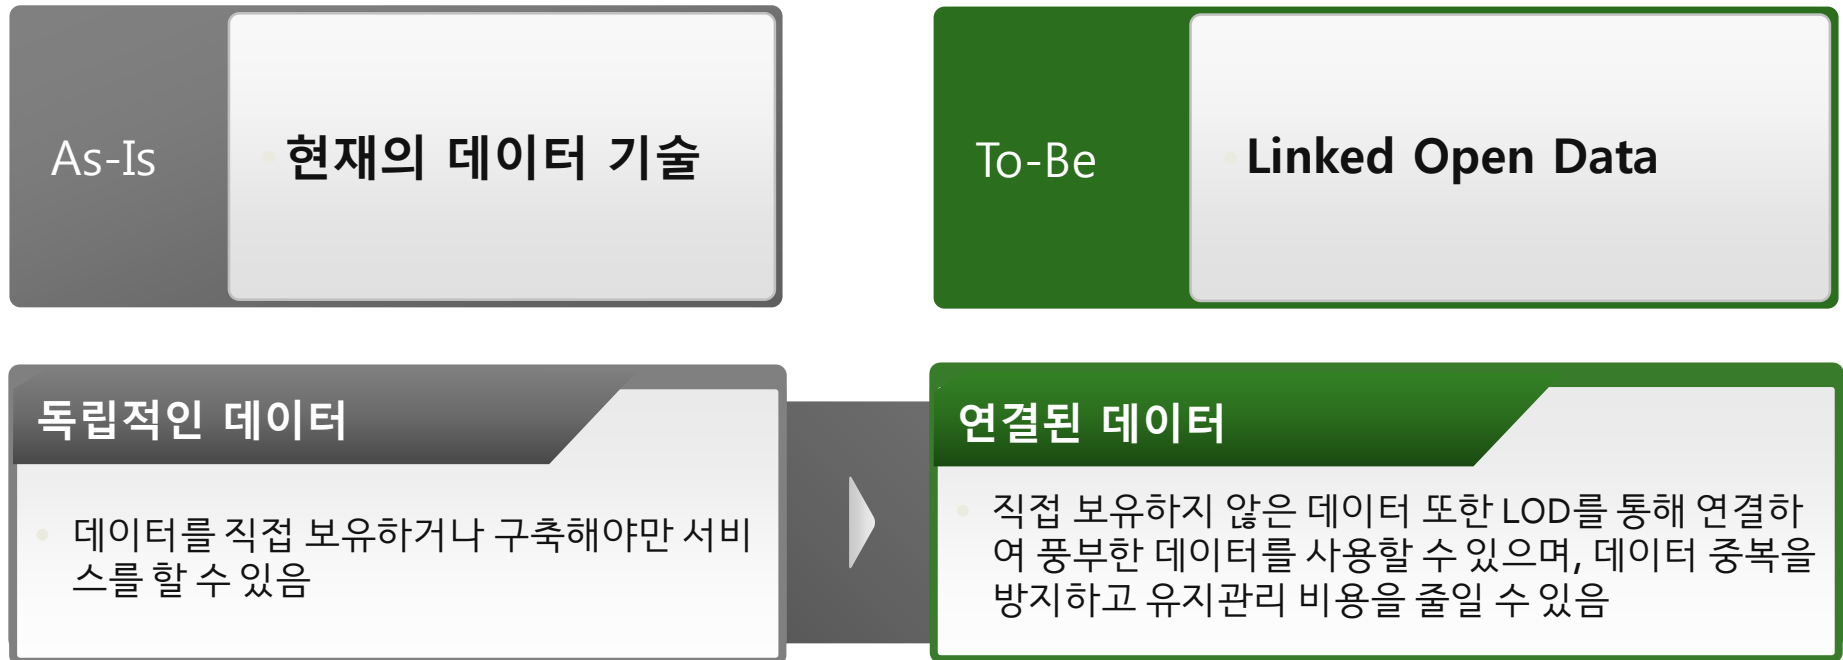 As-Is
현재의 데이터 기술
To-Be
Linked Open Data
독립적인 데이터
데이터를 직접 보유하거나 구축해야만 서비
스를 할 수 있음
연결된 데이터
직접 보유하지 않은 데이터 또한 LOD를 통해 연결하
여 풍부한 데이터를 사용할 수 있으며, 데이터 중복을
방지하고 유지관리 비용을 줄일 수 있음